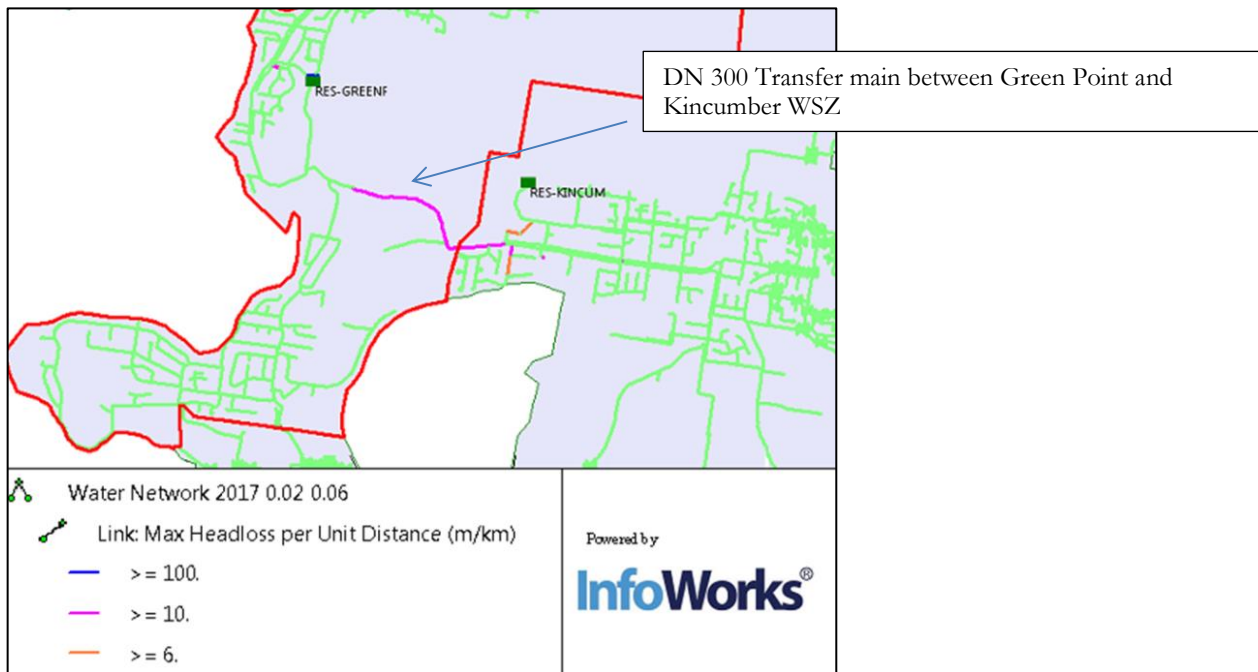 DN 300 Transfer main between Green Point and
Kincumber WSZ
RES-GREENF
RES-KINCUM
Water Network 2017 0.02 0.06
Link: Max Headloss per Unit Distance (m/km)
>= 100.
>= 10.
>= 6.
Powered by
InfoWorks®